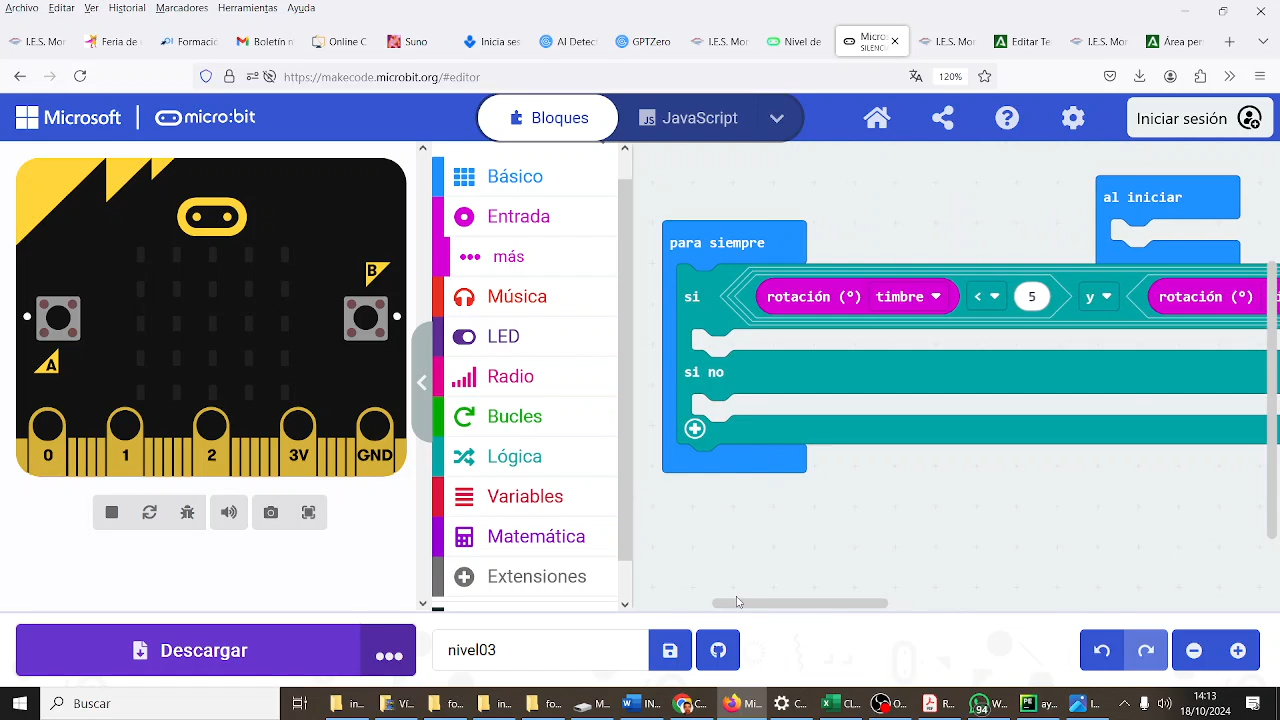 Archivo Editar Ver Historial Marcadores Herramientas Ayuda
I.E.S. Mor
Feria de
Formaci
Boletín n
Online C
Suno
Inicia ses
AI Detec
GPTZero
I.E.S. Mor
Nivel de
Micro
SILENCI
I.E.S. Mor
Editar Te
I.E.S. Mor
Área per
https://makecode.microbit.org/#editor
120%
Microsoft
micro:bit
Bloques
JS JavaScript
Iniciar sesión
B
A
0 1 2 3V GND
Básico
Entrada
más
Música
LED
Radio
Bucles
Lógica
Variables
Matemática
Extensiones
al iniciar
para siempre
si rotación (º) timbre < 5 y rotación (º)
si no
Descargar
nivel03
Buscar
94
14:13
18/10/2024